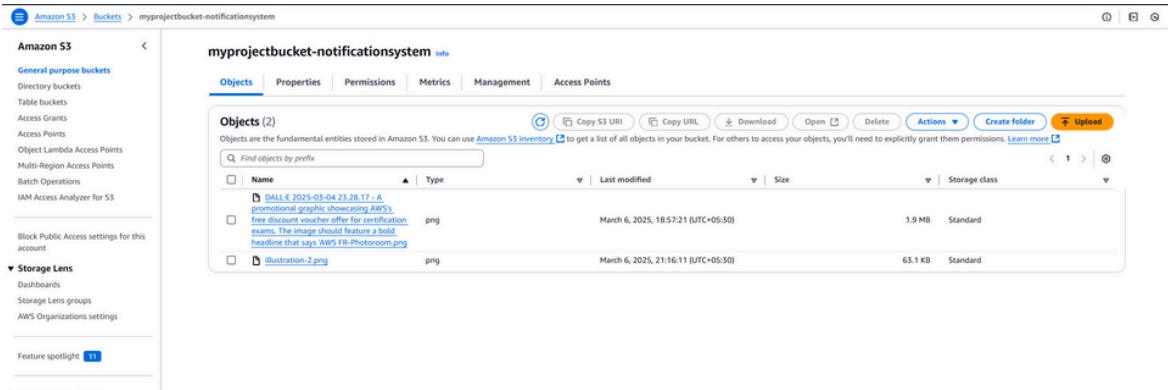 Amazon S3 > Buckets > myprojectbucket-notificationsystem
Amazon S3
General purpose buckets
Directory buckets
Table buckets
Access Grants
Access Points
Object Lambda Access Points
Multi-Region Access Points
Batch Operations
IAM Access Analyzer for S3
Block Public Access settings for this
account
Storage Lens
Dashboards
Storage Lens groups
AWS Organizations settings
Feature spotlight 11
myprojectbucket-notificationsystem Info
Objects Properties Permissions Metrics Management Access Points
Objects (2) Copy S3 URI Copy URL Download Open Delete Actions Create folder Upload
Objects are the fundamental entities stored in Amazon S3. You can use Amazon S3 inventory to get a list of all objects in your bucket. For others to access your objects, you'll need to explicitly grant them permissions. Learn more
Find objects by prefix
1
Name Type Last modified Size Storage class
DALL·E 2025-03-04 23.28.17 - A
promotional graphic showcasing AWS's
free discount voucher offer for certification
exams. The image should feature a bold
headline that says 'AWS FR-Photoroom.png
png March 6, 2025, 18:57:21 (UTC+05:30) 1.9 MB Standard
illustration-2.png png March 6, 2025, 21:16:11 (UTC+05:30) 63.1 KB Standard